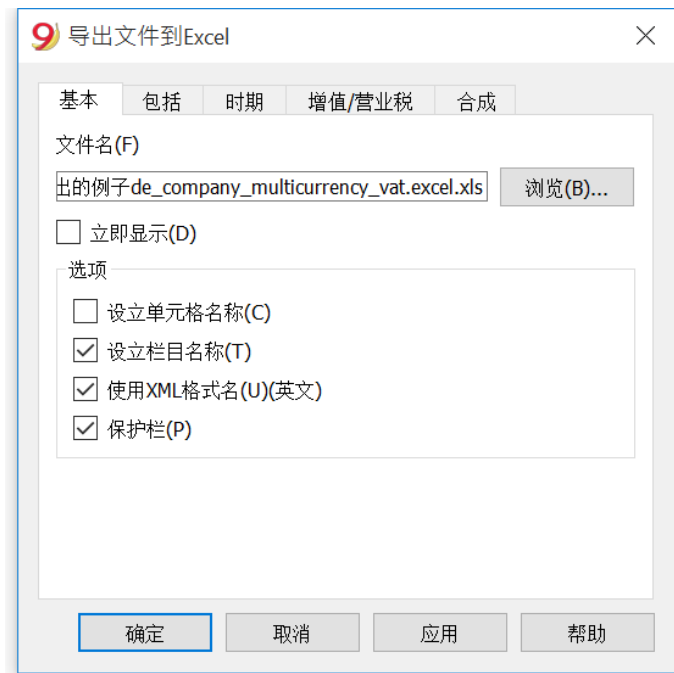 9 导出文件到Excel
基本 包括 时期 增值/营业税 合成
文件名(F)
出的例子de_company_multicurrency_vat.excel.xls 浏览(B)...
立即显示(D)
选项
设立单元格名称(C)
设立栏目名称(T)
使用XML格式名(U)(英文)
保护栏(P)
确定 取消 应用 帮助